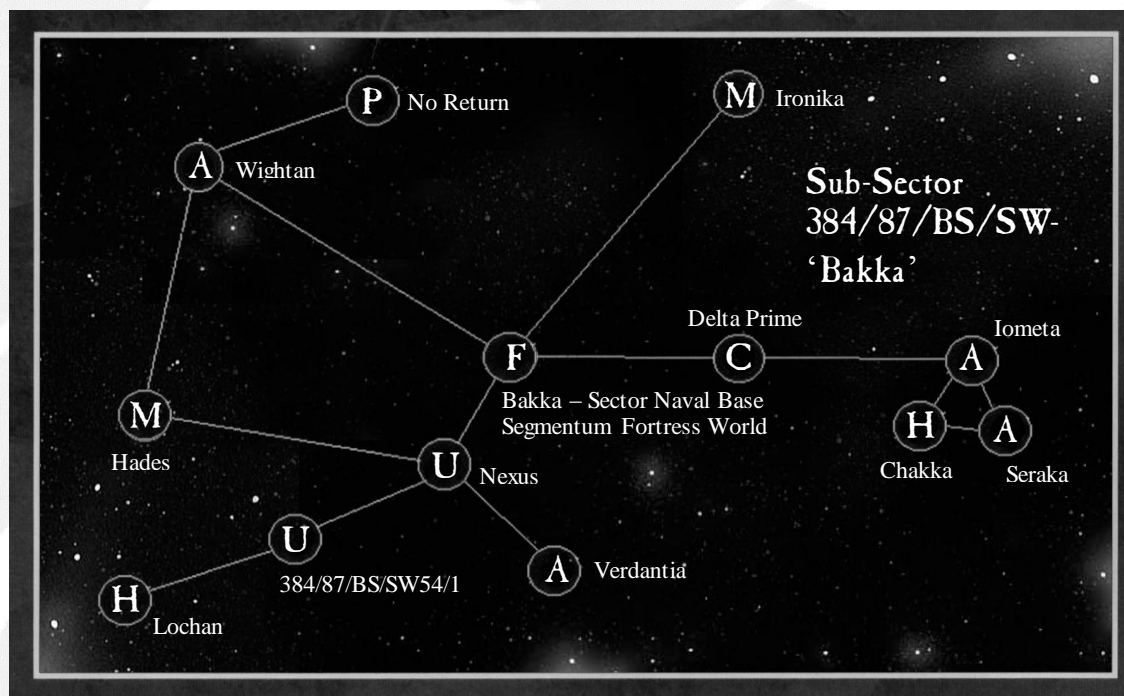 P
No Return
M
Ironika
A
Wightan
Sub-Sector
384/87/BS/SW-
‘Bakka’
Delta Prime
Iometa
F
C
A
Bakka – Sector Naval Base
Segmentum Fortress World
M
Hades
H
A
Chakka
Seraka
U
Nexus
U
384/87/BS/SW54/1
A
Verdantia
H
Lochan